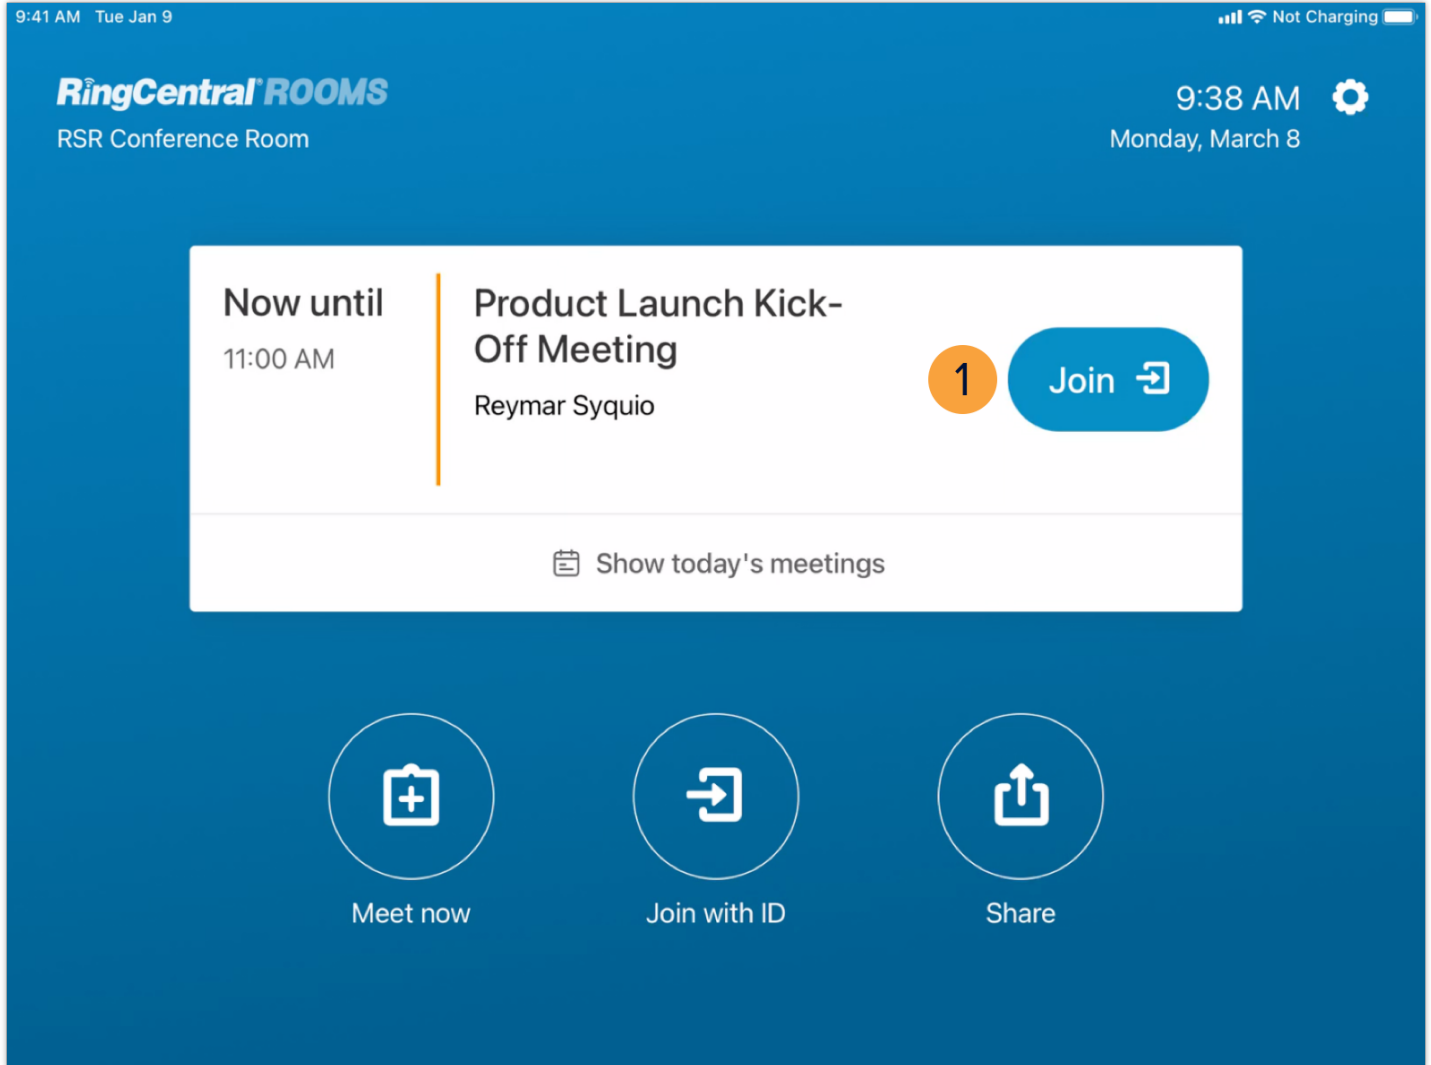 9:41 AM Tue Jan 9
Not Charging
RingCentral® ROOMS
RSR Conference Room
9:38 AM
Monday, March 8
Now until
11:00 AM
Product Launch Kick-
Off Meeting
Reymar Syquio
1
Join
Show today's meetings
Meet now
Join with ID
Share